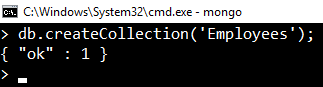 C:\Windows\System32\cmd.exe - mongo
> db.createCollection('Employees');
{ "ok" : 1 }
>